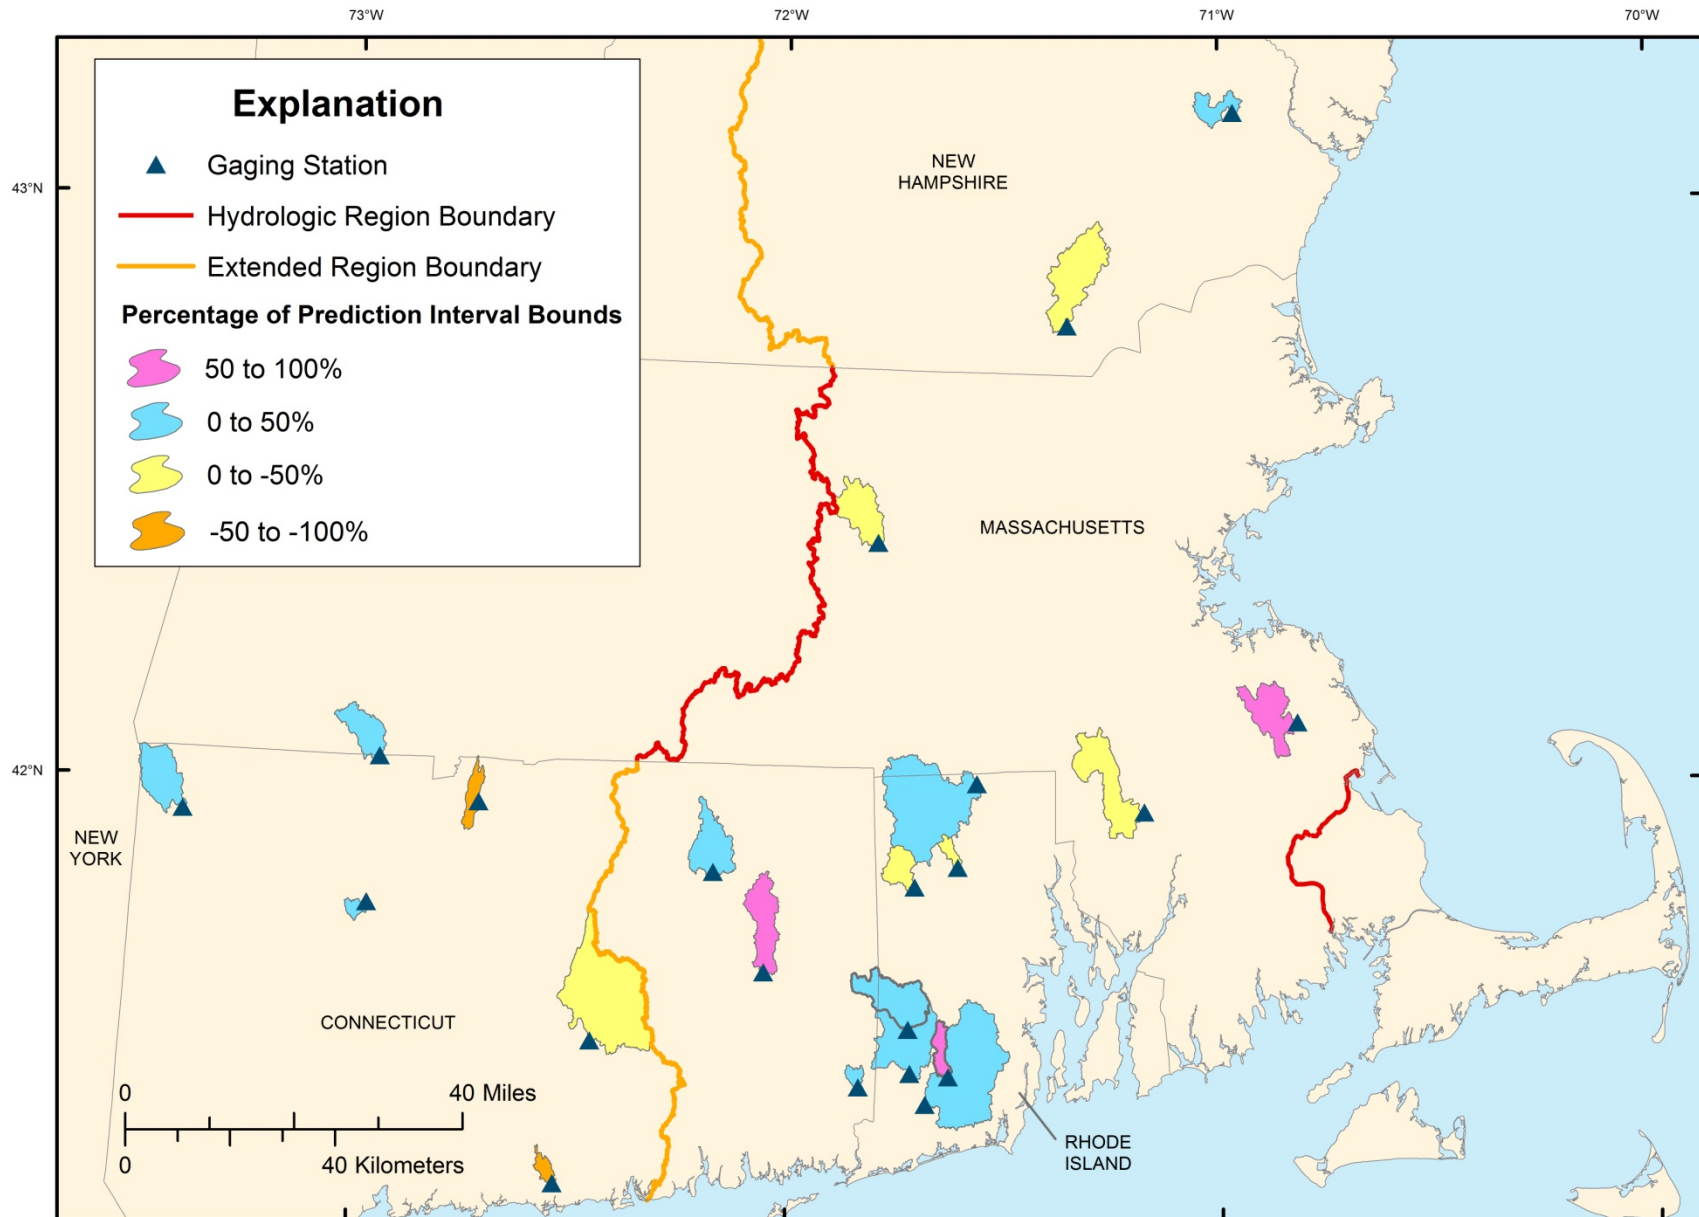 73°W
72°W
71°W
70°W
Explanation
Gaging Station
Hydrologic Region Boundary
Extended Region Boundary
Percentage of Prediction Interval Bounds
50 to 100%
0 to 50%
0 to -50%
-50 to -100%
43°N
42°N
NEW
HAMPSHIRE
MASSACHUSETTS
NEW
YORK
CONNECTICUT
RHODE
ISLAND
0
40 Miles
0
40 Kilometers